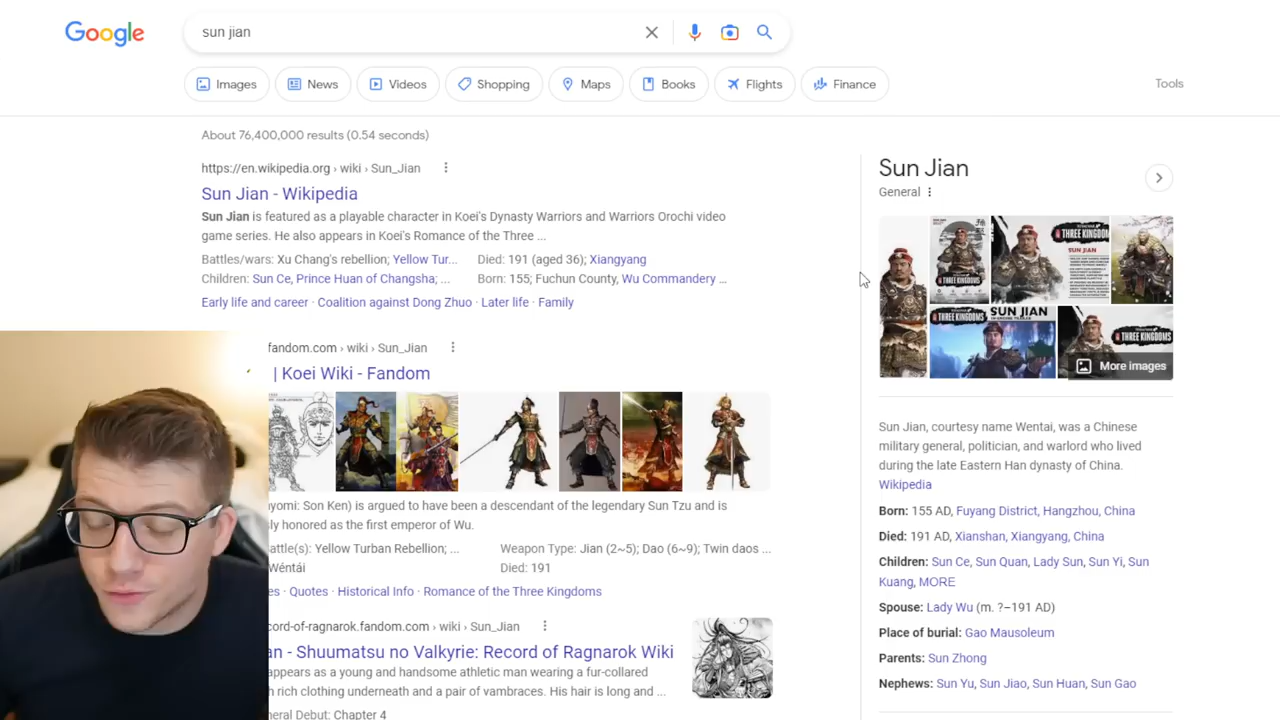 Google
sun jian
Images
News
Videos
Shopping
Maps
Books
Flights
Finance
Tools
About 76,400,000 results (0.54 seconds)
https://en.wikipedia.org › wiki › Sun_Jian
Sun Jian - Wikipedia
Sun Jian is featured as a playable character in Koei's Dynasty Warriors and Warriors Orochi video
game series. He also appears in Koei's Romance of the Three ...
Battles/wars: Xu Chang's rebellion; Yellow Tur... Died: 191 (aged 36); Xiangyang
Children: Sun Ce, Prince Huan of Changsha; ... Born: 155; Fuchun County, Wu Commandery ...
Early life and career · Coalition against Dong Zhuo · Later life · Family
fandom.com › wiki › Sun_Jian
| Koei Wiki - Fandom
Son Ken) is argued to have been a descendant of the legendary Sun Tzu and is
honored as the first emperor of Wu.
Yellow Turban Rebellion; ... Weapon Type: Jian (2~5); Dao (6~9); Twin daos ...
Died: 191
· Quotes · Historical Info · Romance of the Three Kingdoms
cord-of-ragnarok.fandom.com › wiki › Sun_Jian
- Shuumatsu no Valkyrie: Record of Ragnarok Wiki
appears as a young and handsome athletic man wearing a fur-collared
rich clothing underneath and a pair of vambraces. His hair is long and ...
Debut: Chapter 4
Sun Jian
General
THREE KINGDOMS
THREE KINGDOMS
SUN JIAN
THREE KINGDOMS
SUN JIAN
THREE KINGDOMS
More images
Sun Jian, courtesy name Wentai, was a Chinese
military general, politician, and warlord who lived
during the late Eastern Han dynasty of China.
Wikipedia
Born: 155 AD, Fuyang District, Hangzhou, China
Died: 191 AD, Xianshan, Xiangyang, China
Children: Sun Ce, Sun Quan, Lady Sun, Sun Yi, Sun
Kuang, MORE
Spouse: Lady Wu (m. ?–191 AD)
Place of burial: Gao Mausoleum
Parents: Sun Zhong
Nephews: Sun Yu, Sun Jiao, Sun Huan, Sun Gao